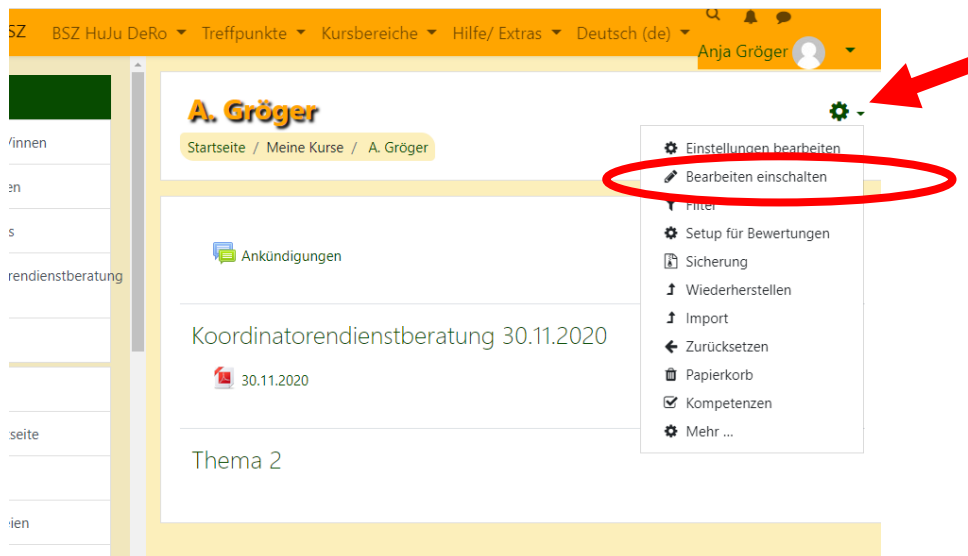 SZ BSZ HuJu DeRo Treffpunkte Kursbereiche Hilfe/ Extras Deutsch (de)
Anja Gröger
A. Gröger
Startseite / Meine Kurse / A. Gröger
/innen
en
s
rendienstberatung
seite
ien
Einstellungen bearbeiten
Bearbeiten einschalten
Filter
Setup für Bewertungen
Sicherung
Wiederherstellen
Import
Zurücksetzen
Papierkorb
Kompetenzen
Mehr ...
Ankündigungen
Koordinatorendienstberatung 30.11.2020
30.11.2020
Thema 2